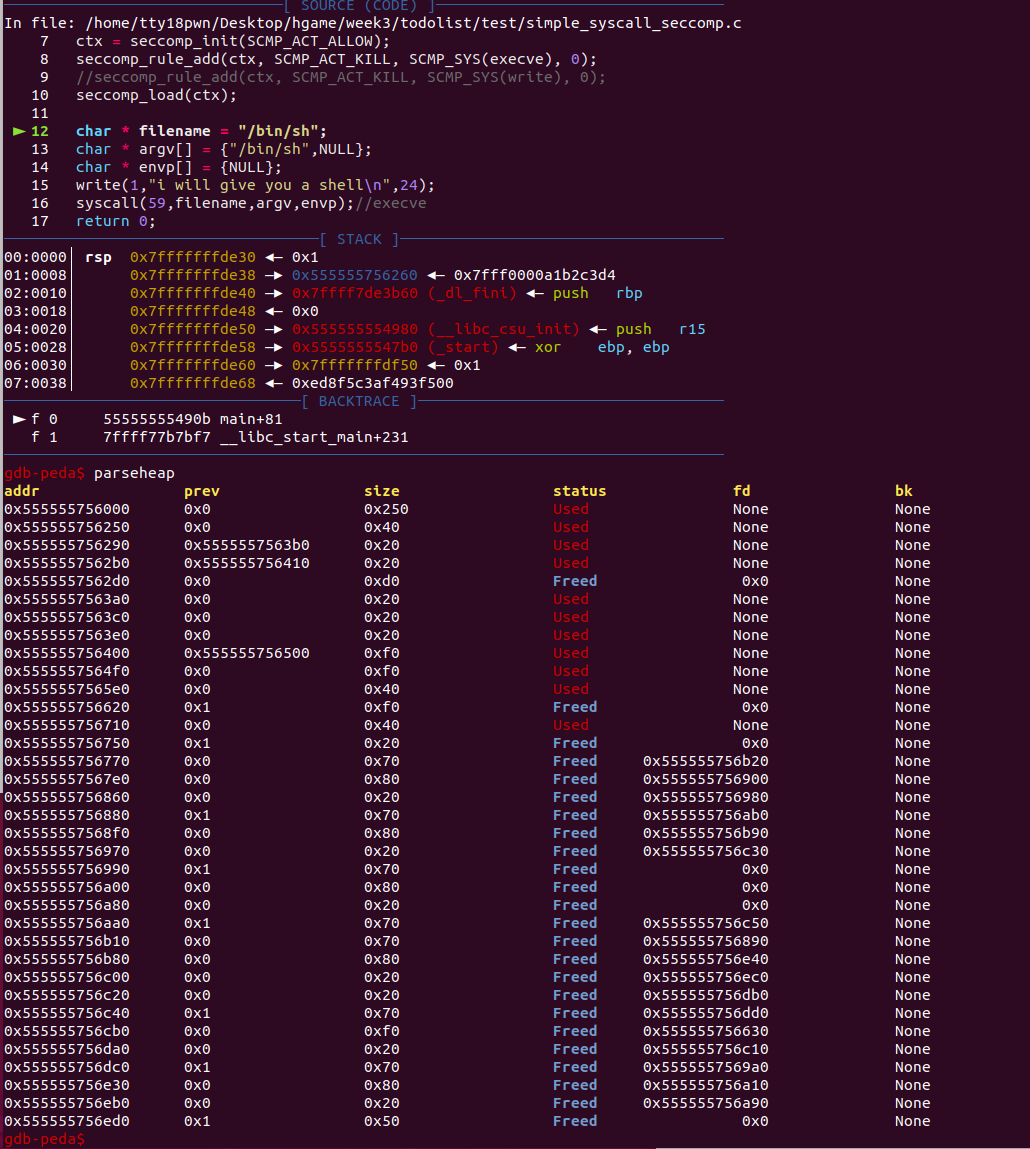 [ SOURCE (CODE) ]
In file: /home/tty18pwn/Desktop/hgame/week3/todolist/test/simple_syscall_seccomp.c
7 ctx = seccomp_init(SCMP_ACT_ALLOW);
8 seccomp_rule_add(ctx, SCMP_ACT_KILL, SCMP_SYS(execve), 0);
9 //seccomp_rule_add(ctx, SCMP_ACT_KILL, SCMP_SYS(write), 0);
10 seccomp_load(ctx);
11
► 12 char * filename = "/bin/sh";
13 char * argv[] = {"/bin/sh",NULL};
14 char * envp[] = {NULL};
15 write(1,"i will give you a shell\n",24);
16 syscall(59,filename,argv,envp);//execve
17 return 0;
[ STACK ]
00:0000│ rsp 0x7fffffffde30 ◂— 0x1
01:0008│ 0x7fffffffde38 —▸ 0x555555756260 ◂— 0x7fff0000a1b2c3d4
02:0010│ 0x7fffffffde40 —▸ 0x7ffff7de3b60 (_dl_fini) ◂— push rbp
03:0018│ 0x7fffffffde48 ◂— 0x0
04:0020│ 0x7fffffffde50 —▸ 0x555555554980 (__libc_csu_init) ◂— push r15
05:0028│ 0x7fffffffde58 —▸ 0x5555555547b0 (_start) ◂— xor ebp, ebp
06:0030│ 0x7fffffffde60 —▸ 0x7fffffffdf50 ◂— 0x1
07:0038│ 0x7fffffffde68 ◂— 0xed8f5c3af493f500
[ BACKTRACE ]
► f 0 55555555490b main+81
f 1 7ffff77b7bf7 __libc_start_main+231
gdb-peda$ parseheap
addr prev size status fd bk
0x555555756000 0x0 0x250 Used None None
0x555555756250 0x0 0x40 Used None None
0x555555756290 0x5555557563b0 0x20 Used None None
0x5555557562b0 0x555555756410 0x20 Used None None
0x5555557562d0 0x0 0xd0 Freed 0x0 None
0x5555557563a0 0x0 0x20 Used None None
0x5555557563c0 0x0 0x20 Used None None
0x5555557563e0 0x0 0x20 Used None None
0x555555756400 0x555555756500 0xf0 Used None None
0x5555557564f0 0x0 0xf0 Used None None
0x5555557565e0 0x0 0x40 Used None None
0x555555756620 0x1 0xf0 Freed 0x0 None
0x555555756710 0x0 0x40 Used None None
0x555555756750 0x1 0x20 Freed 0x0 None
0x555555756770 0x0 0x70 Freed 0x555555756b20 None
0x5555557567e0 0x0 0x80 Freed 0x555555756900 None
0x555555756860 0x0 0x20 Freed 0x555555756980 None
0x555555756880 0x1 0x70 Freed 0x555555756ab0 None
0x5555557568f0 0x0 0x80 Freed 0x555555756b90 None
0x555555756970 0x0 0x20 Freed 0x555555756c30 None
0x555555756990 0x1 0x70 Freed 0x0 None
0x555555756a00 0x0 0x80 Freed 0x0 None
0x555555756a80 0x0 0x20 Freed 0x0 None
0x555555756aa0 0x1 0x70 Freed 0x555555756c50 None
0x555555756b10 0x0 0x70 Freed 0x555555756890 None
0x555555756b80 0x0 0x80 Freed 0x555555756e40 None
0x555555756c00 0x0 0x20 Freed 0x555555756ec0 None
0x555555756c20 0x0 0x20 Freed 0x555555756db0 None
0x555555756c40 0x1 0x70 Freed 0x555555756dd0 None
0x555555756cb0 0x0 0xf0 Freed 0x555555756630 None
0x555555756da0 0x0 0x20 Freed 0x555555756c10 None
0x555555756dc0 0x1 0x70 Freed 0x5555557569a0 None
0x555555756e30 0x0 0x80 Freed 0x555555756a10 None
0x555555756eb0 0x0 0x20 Freed 0x555555756a90 None
0x555555756ed0 0x1 0x50 Freed 0x0 None
gdb-peda$